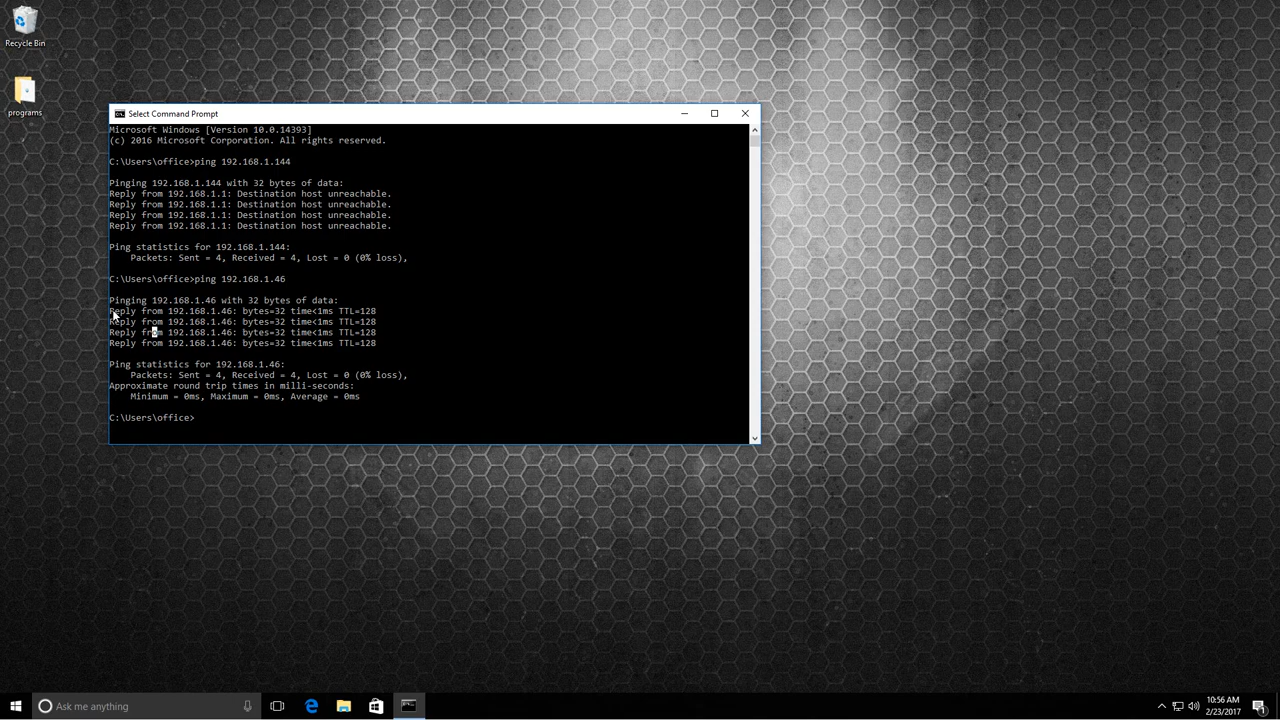 Recycle Bin
programs
Select Command Prompt
Microsoft Windows [Version 10.0.14393]
(c) 2016 Microsoft Corporation. All rights reserved.
C:\Users\office>ping 192.168.1.144
Pinging 192.168.1.144 with 32 bytes of data:
Reply from 192.168.1.1: Destination host unreachable.
Reply from 192.168.1.1: Destination host unreachable.
Reply from 192.168.1.1: Destination host unreachable.
Reply from 192.168.1.1: Destination host unreachable.
Ping statistics for 192.168.1.144:
Packets: Sent = 4, Received = 4, Lost = 0 (0% loss),
C:\Users\office>ping 192.168.1.46
Pinging 192.168.1.46 with 32 bytes of data:
Reply from 192.168.1.46: bytes=32 time<1ms TTL=128
Reply from 192.168.1.46: bytes=32 time<1ms TTL=128
Reply from 192.168.1.46: bytes=32 time<1ms TTL=128
Reply from 192.168.1.46: bytes=32 time<1ms TTL=128
Ping statistics for 192.168.1.46:
Packets: Sent = 4, Received = 4, Lost = 0 (0% loss),
Approximate round trip times in milli-seconds:
Minimum = 0ms, Maximum = 0ms, Average = 0ms
C:\Users\office>
Ask me anything
10:56 AM
2/23/2017
1